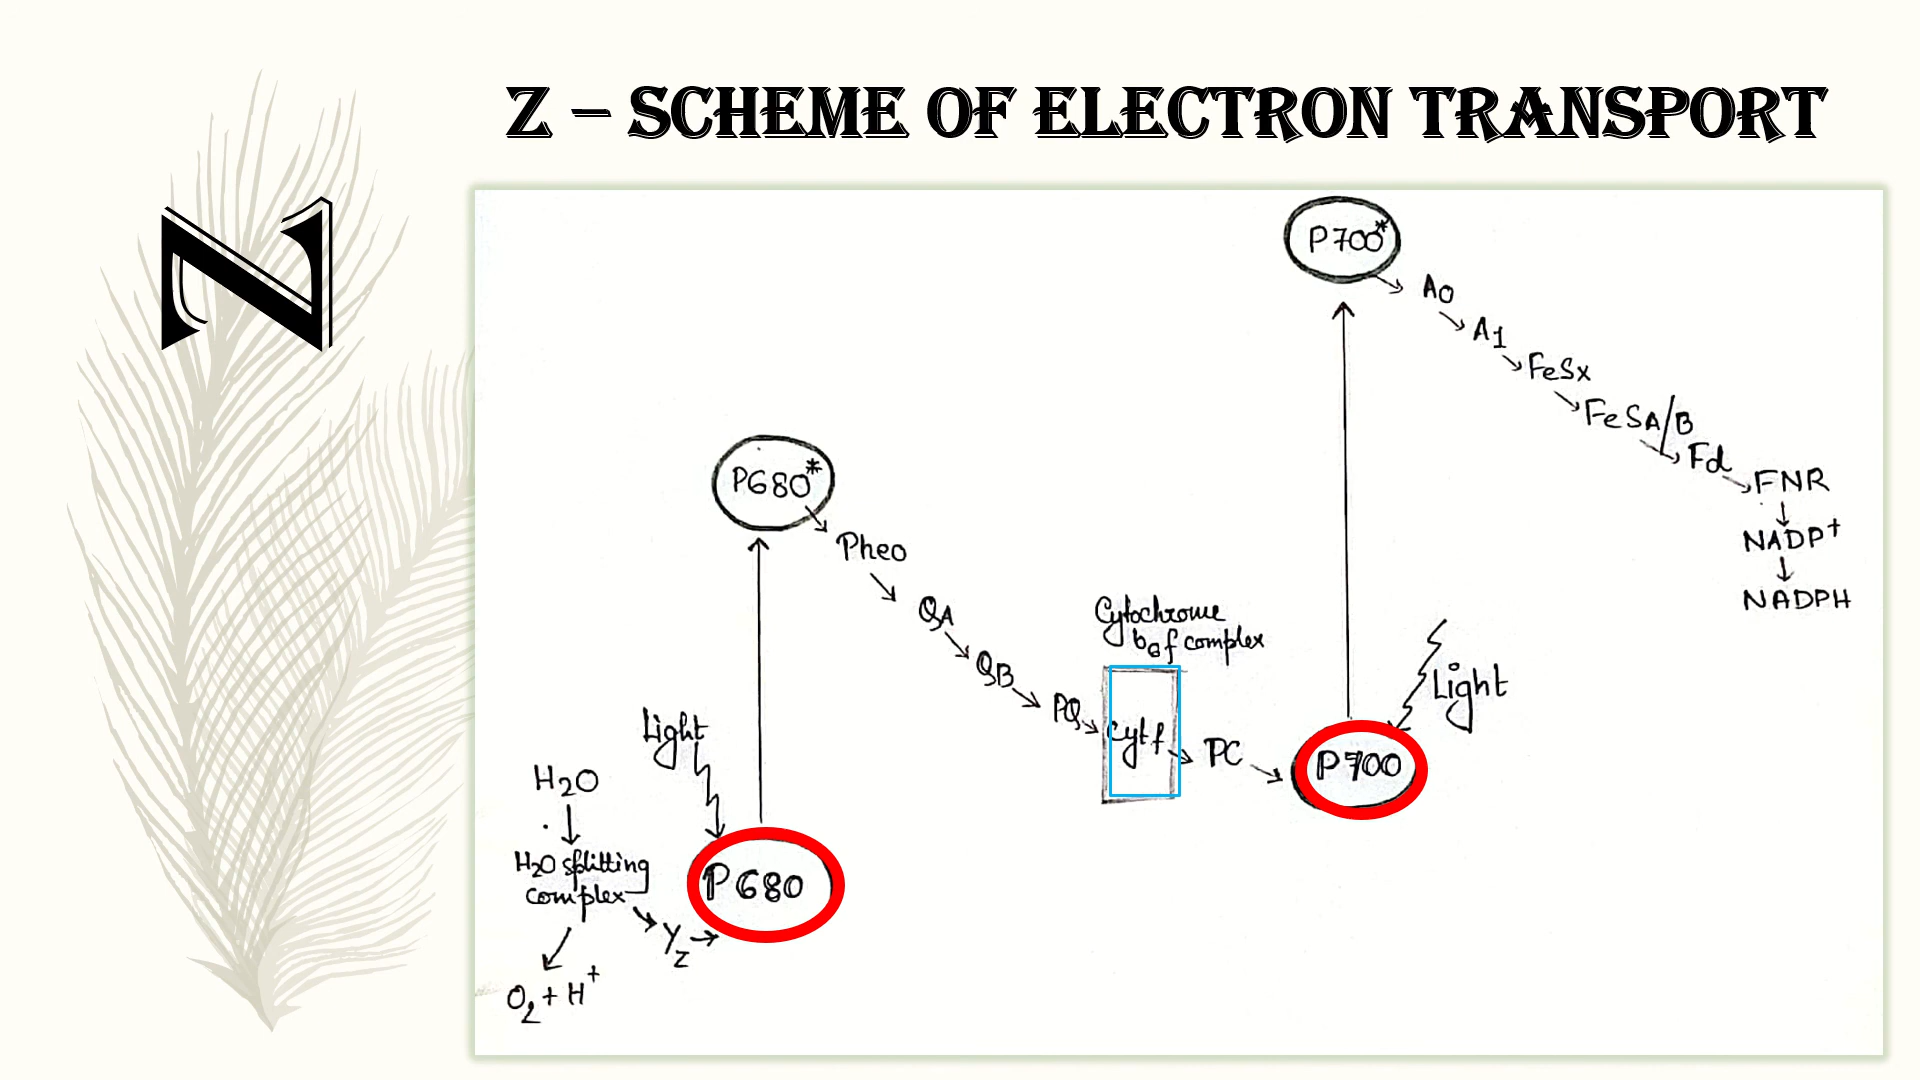 Z – SCHEME OF ELECTRON TRANSPORT
Z
P700*
A0
A1
FeSx
FeSA/B
Fd
FNR
NADP+
NADPH
P680*
Pheo
QA
QB
PQ
Cytochrome
b6f complex
Cytf
PC
P700
Light
Light
P680
H2O
H2O splitting
complex
Yz
O2 + H+